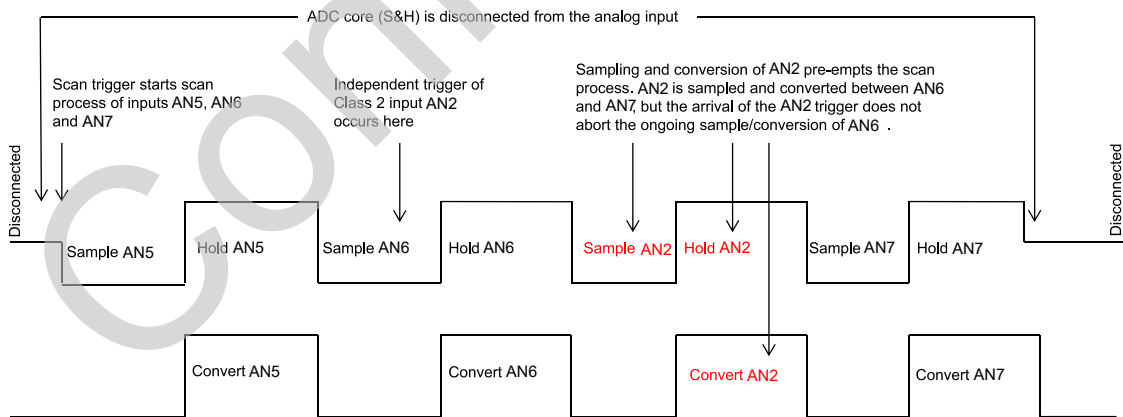 ADC core (S&H) is disconnected from the analog input
Scan trigger starts scan
process of inputs AN5, AN6
and AN7
Independent trigger of
Class 2 input AN2
occurs here
Sampling and conversion of AN2 pre-empts the scan
process. AN2 is sampled and converted between AN6
and AN7, but the arrival of the AN2 trigger does not
abort the ongoing sample/conversion of AN6 .
Disconnected
Disconnected
Sample AN5
Hold AN5
Sample AN6
Hold AN6
Sample AN2
Hold AN2
Sample AN7
Hold AN7
Convert AN5
Convert AN6
Convert AN2
Convert AN7
Com